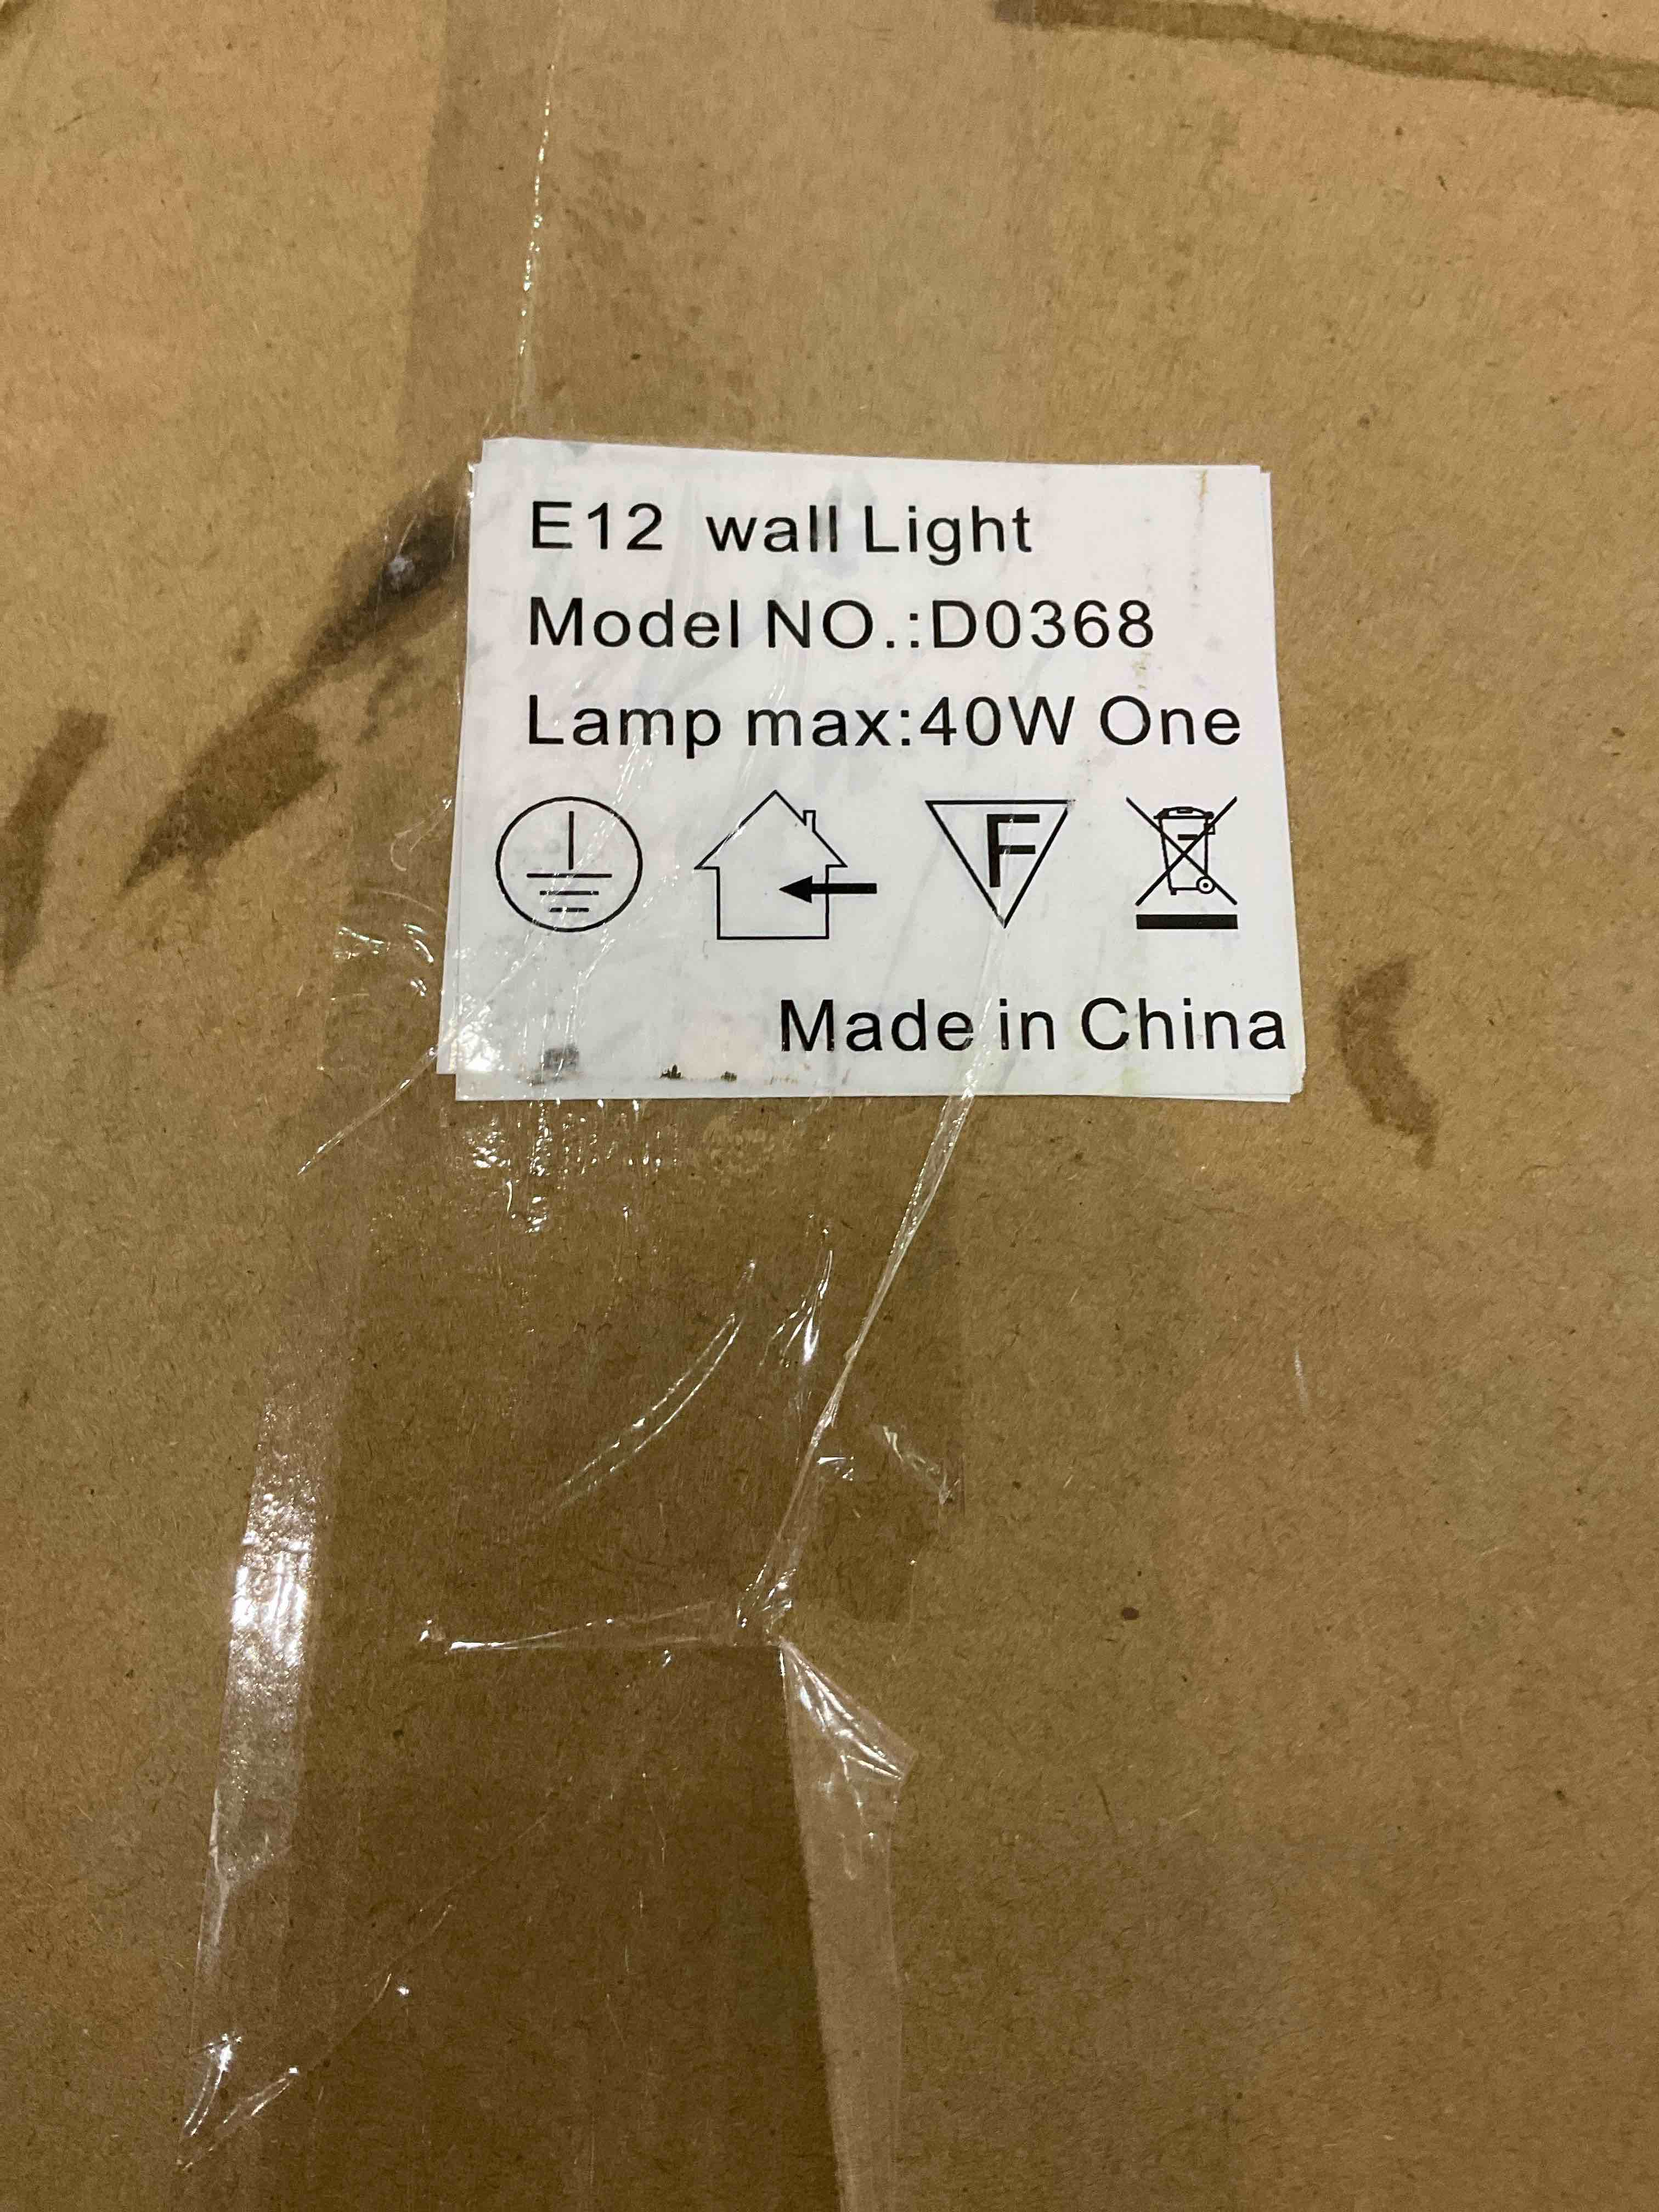 E12 wall Light
Model NO.:D0368
Lamp max:40W One
F
Made in China